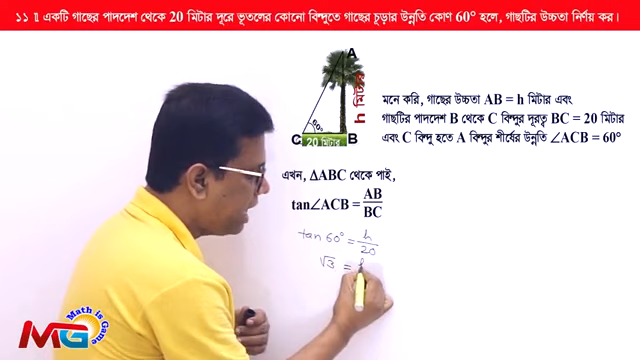 ১১ ৷ একটি গাছের পাদদেশ থেকে 20 মিটার দূরে ভূতলের কোনো বিন্দুতে গাছের চূড়ার উন্নতি কোণ 60° হলে, গাছটির উচ্চতা নির্ণয় কর।
A
h মিটার
60°
C
20 মিটার
B
মনে করি, গাছের উচ্চতা AB = h মিটার এবং
গাছটির পাদদেশ B থেকে C বিন্দুর দূরত্ব BC = 20 মিটার
এবং C বিন্দু হতে A বিন্দুর শীর্ষের উন্নতি ∠ACB = 60°
এখন, ΔABC থেকে পাই,
tan∠ACB = AB/BC
tan 60° = h/20
√3 =
MG
Math is Game